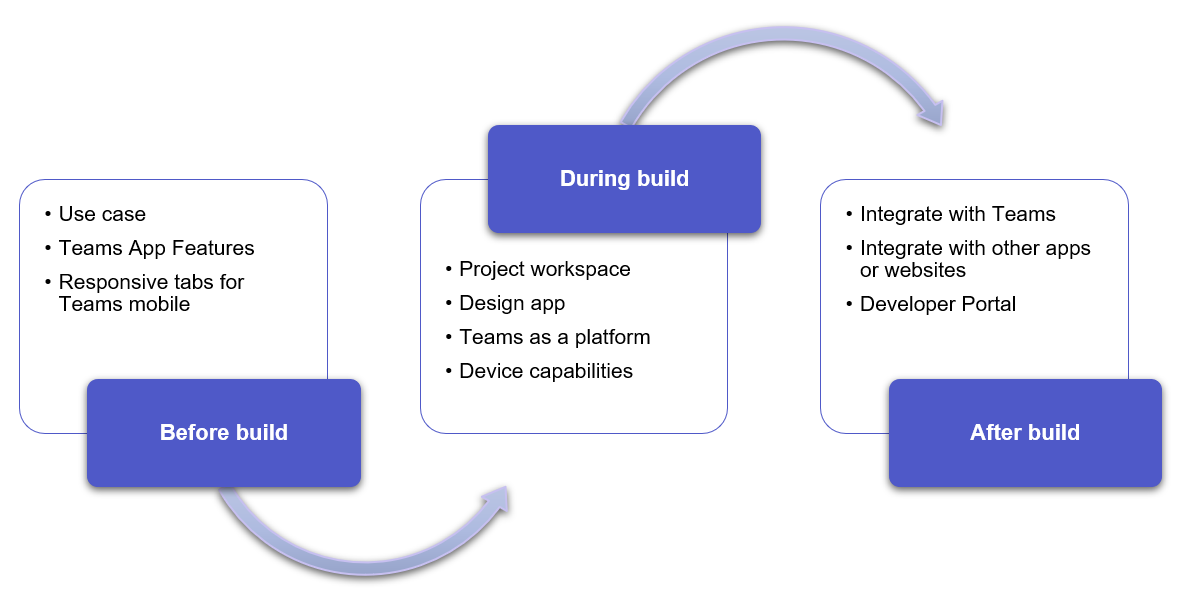 • Use case
• Teams App Features
• Responsive tabs for
Teams mobile
Before build
During build
• Project workspace
• Design app
• Teams as a platform
• Device capabilities
• Integrate with Teams
• Integrate with other apps
or websites
• Developer Portal
After build